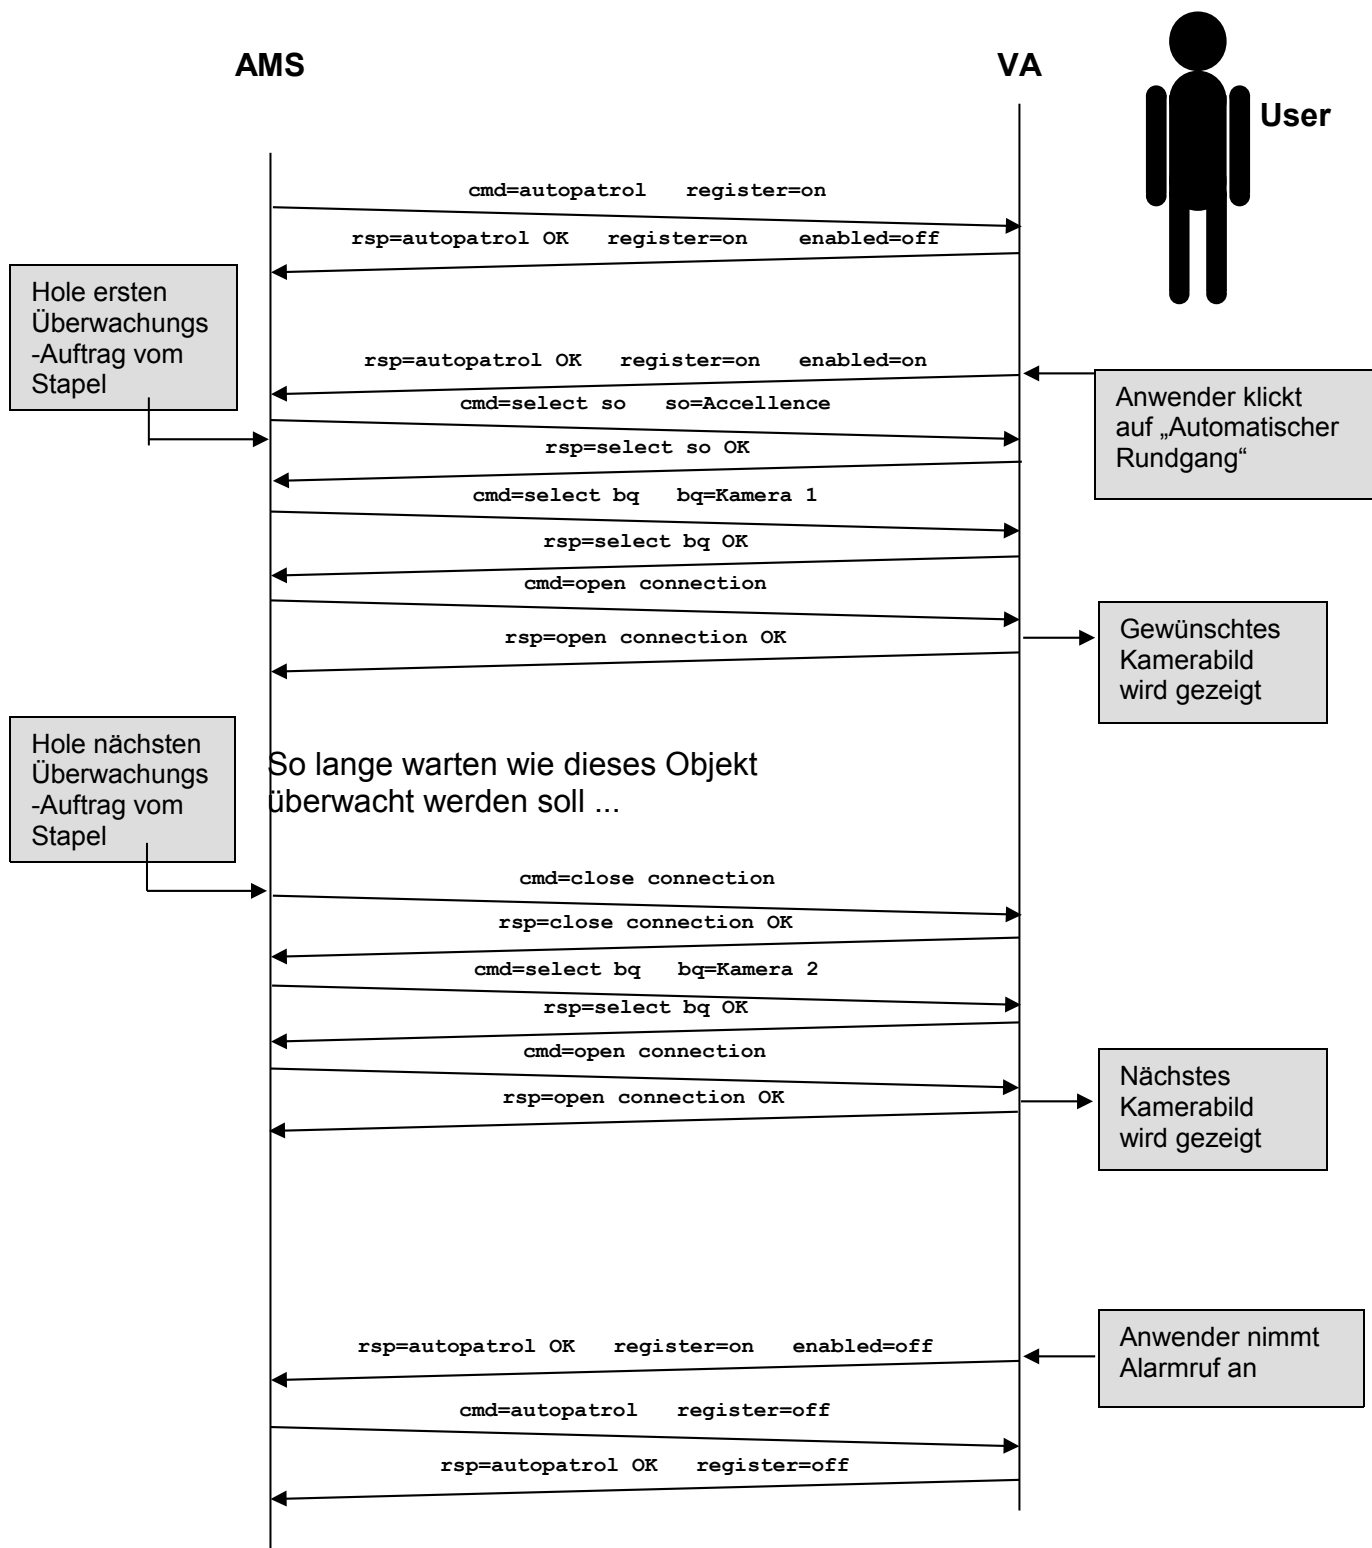 AMS
VA
User
cmd=autopatrol register=on
rsp=autopatrol OK register=on enabled=off
Hole ersten
Überwachungs
-Auftrag vom
Stapel
rsp=autopatrol OK register=on enabled=on
Anwender klickt
auf „Automatischer
Rundgang“
cmd=select so so=Accellence
rsp=select so OK
cmd=select bq bq=Kamera 1
rsp=select bq OK
cmd=open connection
rsp=open connection OK
Gewünschtes
Kamerabild
wird gezeigt
Hole nächsten
Überwachungs
-Auftrag vom
Stapel
So lange warten wie dieses Objekt
überwacht werden soll ...
cmd=close connection
rsp=close connection OK
cmd=select bq bq=Kamera 2
rsp=select bq OK
cmd=open connection
rsp=open connection OK
Nächstes
Kamerabild
wird gezeigt
rsp=autopatrol OK register=on enabled=off
Anwender nimmt
Alarmruf an
cmd=autopatrol register=off
rsp=autopatrol OK register=off